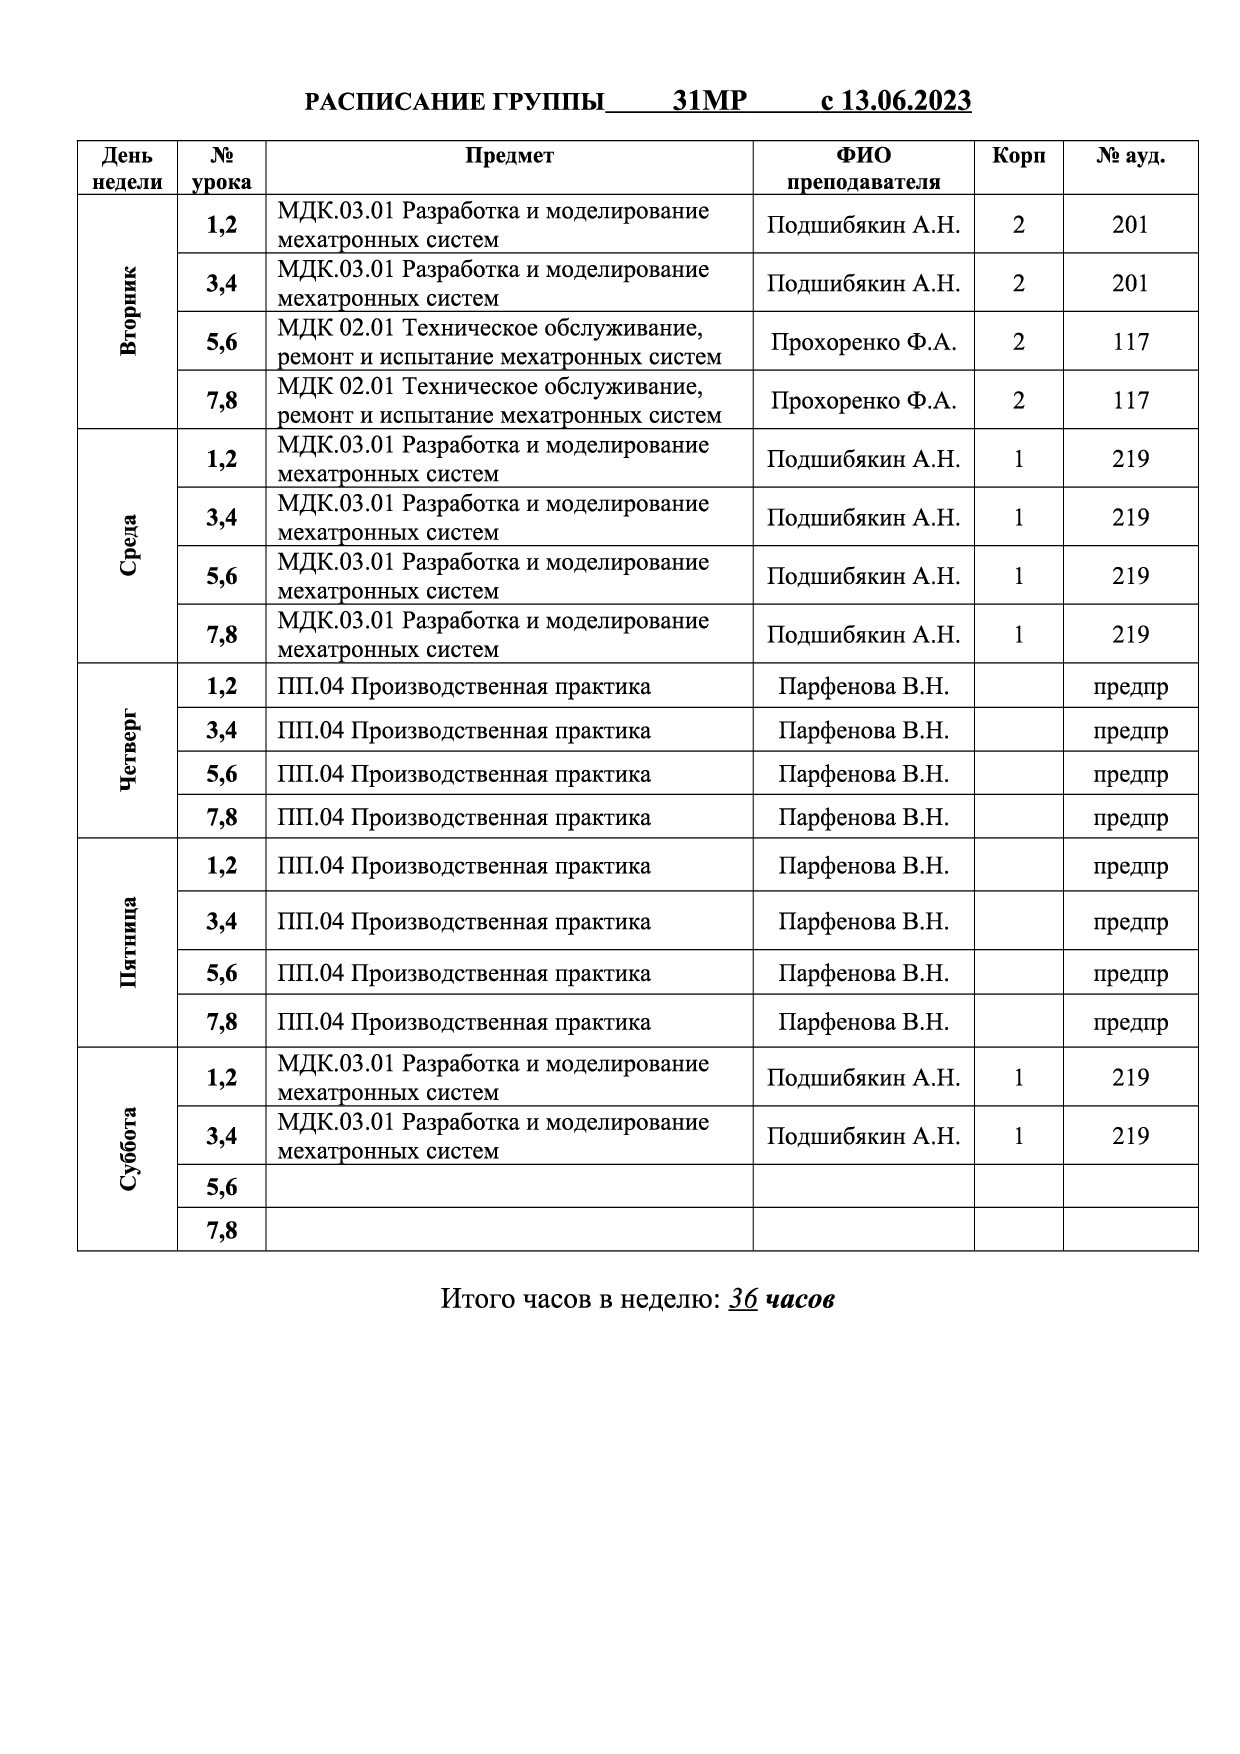 РАСПИСАНИЕ ГРУППЫ 31МР с 13.06.2023
День недели № урока Предмет ФИО преподавателя Корп № ауд.
Вторник
1,2 МДК.03.01 Разработка и моделирование мехатронных систем Подшибякин А.Н. 2 201
3,4 МДК.03.01 Разработка и моделирование мехатронных систем Подшибякин А.Н. 2 201
5,6 МДК 02.01 Техническое обслуживание, ремонт и испытание мехатронных систем Прохоренко Ф.А. 2 117
7,8 МДК 02.01 Техническое обслуживание, ремонт и испытание мехатронных систем Прохоренко Ф.А. 2 117
Среда
1,2 МДК.03.01 Разработка и моделирование мехатронных систем Подшибякин А.Н. 1 219
3,4 МДК.03.01 Разработка и моделирование мехатронных систем Подшибякин А.Н. 1 219
5,6 МДК.03.01 Разработка и моделирование мехатронных систем Подшибякин А.Н. 1 219
7,8 МДК.03.01 Разработка и моделирование мехатронных систем Подшибякин А.Н. 1 219
Четверг
1,2 ПП.04 Производственная практика Парфенова В.Н. предпр
3,4 ПП.04 Производственная практика Парфенова В.Н. предпр
5,6 ПП.04 Производственная практика Парфенова В.Н. предпр
7,8 ПП.04 Производственная практика Парфенова В.Н. предпр
Пятница
1,2 ПП.04 Производственная практика Парфенова В.Н. предпр
3,4 ПП.04 Производственная практика Парфенова В.Н. предпр
5,6 ПП.04 Производственная практика Парфенова В.Н. предпр
7,8 ПП.04 Производственная практика Парфенова В.Н. предпр
Суббота
1,2 МДК.03.01 Разработка и моделирование мехатронных систем Подшибякин А.Н. 1 219
3,4 МДК.03.01 Разработка и моделирование мехатронных систем Подшибякин А.Н. 1 219
5,6
7,8
Итого часов в неделю: 36 часов